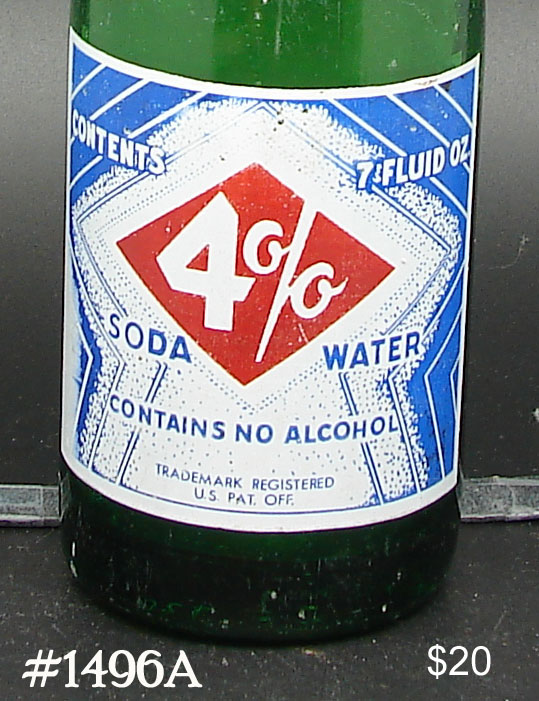 CONTENTS
7 FLUID OZ
4%
SODA WATER
CONTAINS NO ALCOHOL
TRADEMARK REGISTERED
U.S. PAT. OFF.
#1496A
$20